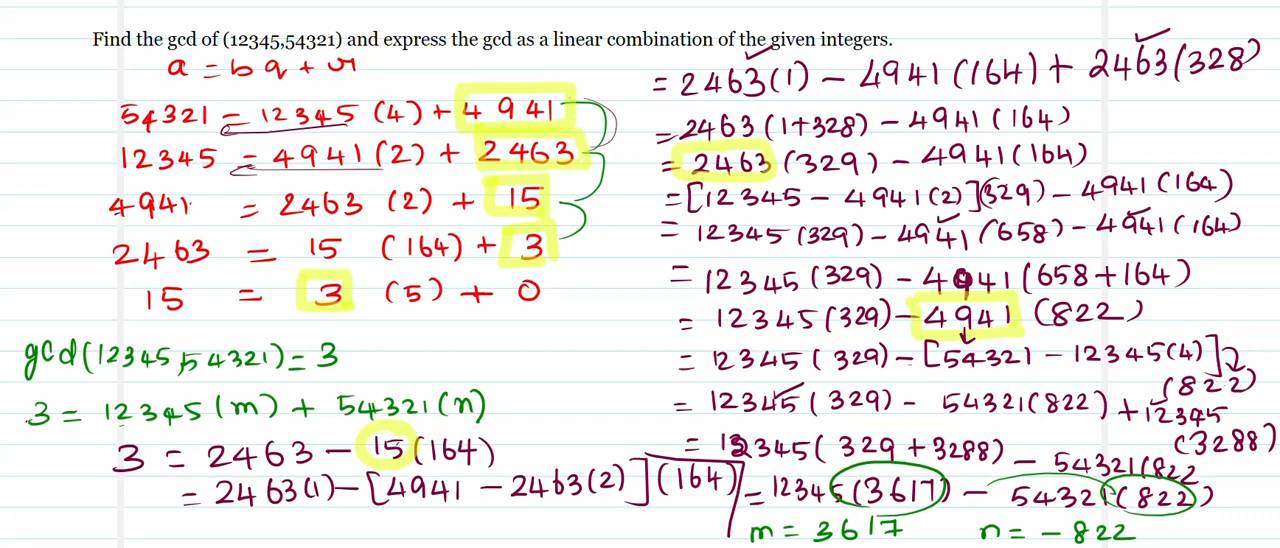 Find the gcd of (12345,54321) and express the gcd as a linear combination of the given integers.
a = bq + r
54321 = 12345 (4) + 4941
12345 = 4941 (2) + 2463
4941 = 2463 (2) + 15
2463 = 15 (164) + 3
15 = 3 (5) + 0
gcd(12345,54321) = 3
3 = 12345 (m) + 54321 (n)
3 = 2463 - 15 (164)
= 2463(1) - [4941 - 2463(2)] (164)
= 2463(1) - 4941(164) + 2463(328)
= 2463(1+328) - 4941(164)
= 2463(329) - 4941(164)
= [12345 - 4941(2)](329) - 4941(164)
= 12345(329) - 4941(658) - 4941(164)
= 12345(329) - 4941(658+164)
= 12345(329) - 4941(822)
= 12345(329) - [54321 - 12345(4)]
(822)
= 12345(329) - 54321(822) + 12345
(3288)
= 12345(329+3288) - 54321(822
= 12345(3617) - 54321(822)
m = 3617 n = -822